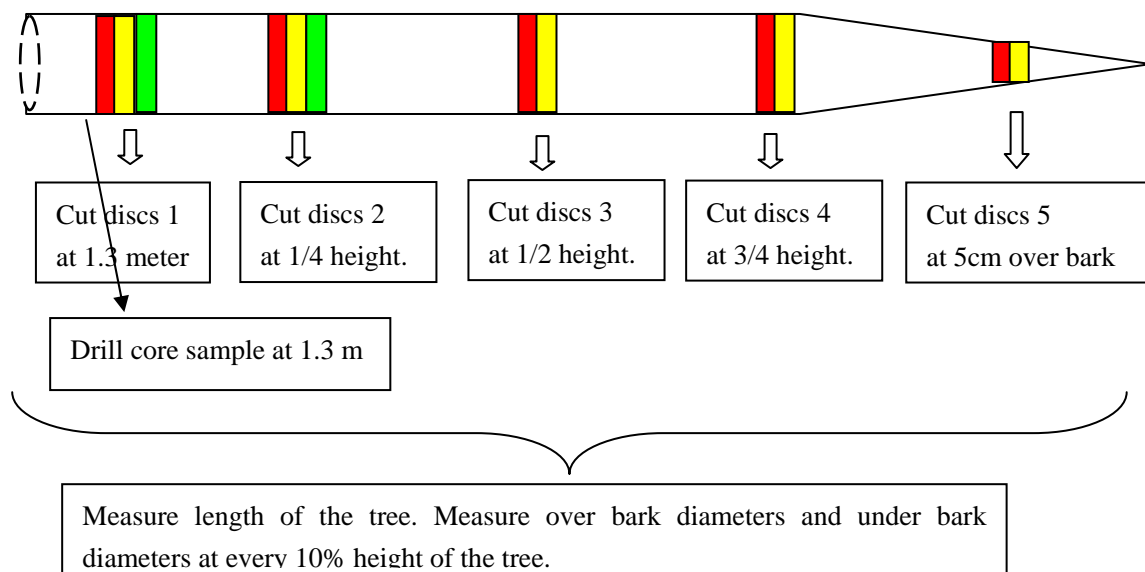 Cut discs 1
at 1.3 meter
Cut discs 2
at 1/4 height.
Cut discs 3
at 1/2 height.
Cut discs 4
at 3/4 height.
Cut discs 5
at 5cm over bark
Drill core sample at 1.3 m
Measure length of the tree. Measure over bark diameters and under bark
diameters at every 10% height of the tree.